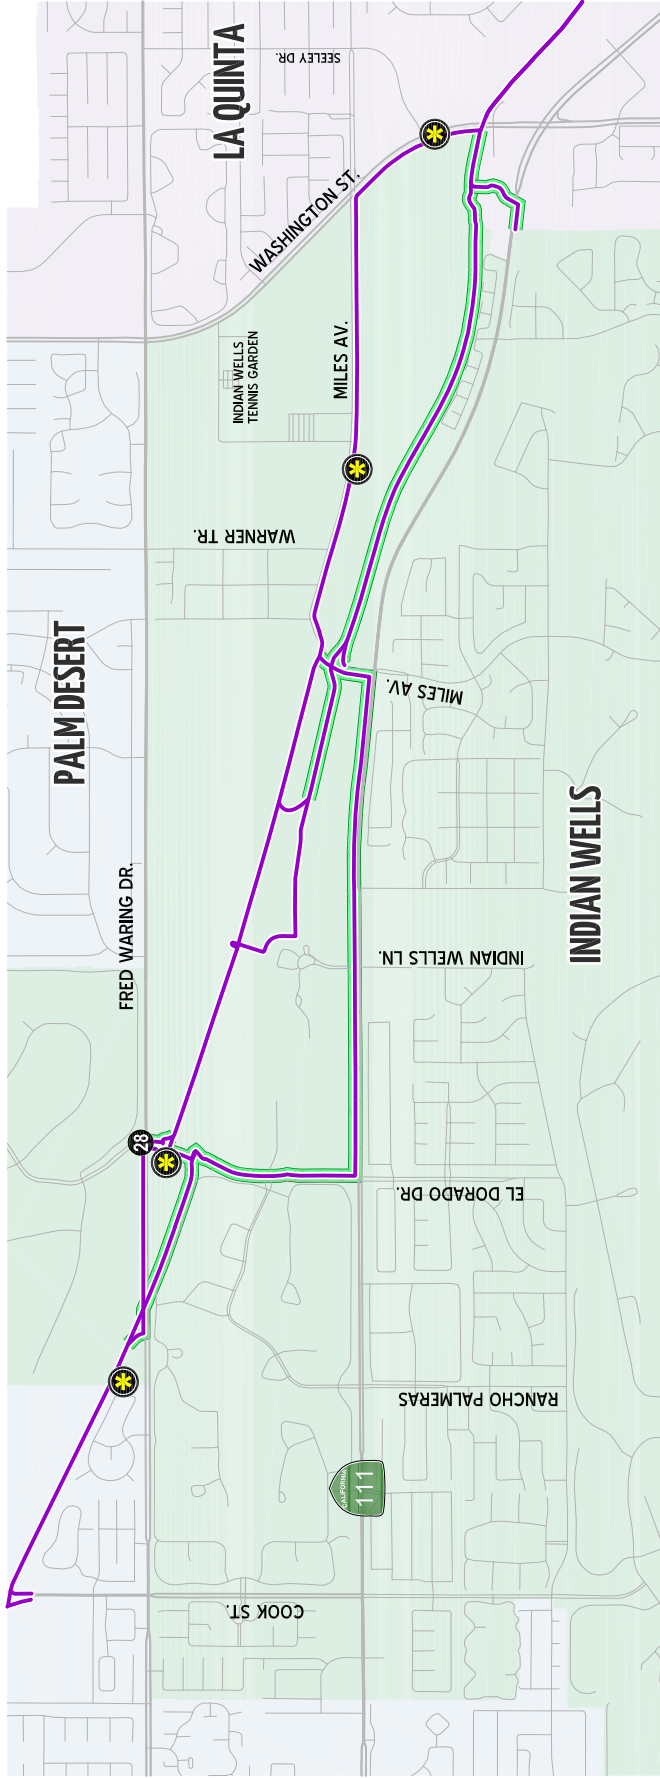 LA QUINTA
SEELEY DR.
WASHINGTON ST.
INDIAN WELLS
TENNIS GARDEN
MILES AV.
WARNER TR.
PALM DESERT
MILES AV.
FRED WARING DR.
INDIAN WELLS
INDIAN WELLS LN.
28
EL DORADO DR.
RANCHO PALMERAS
CALIFORNIA
111
COOK ST.